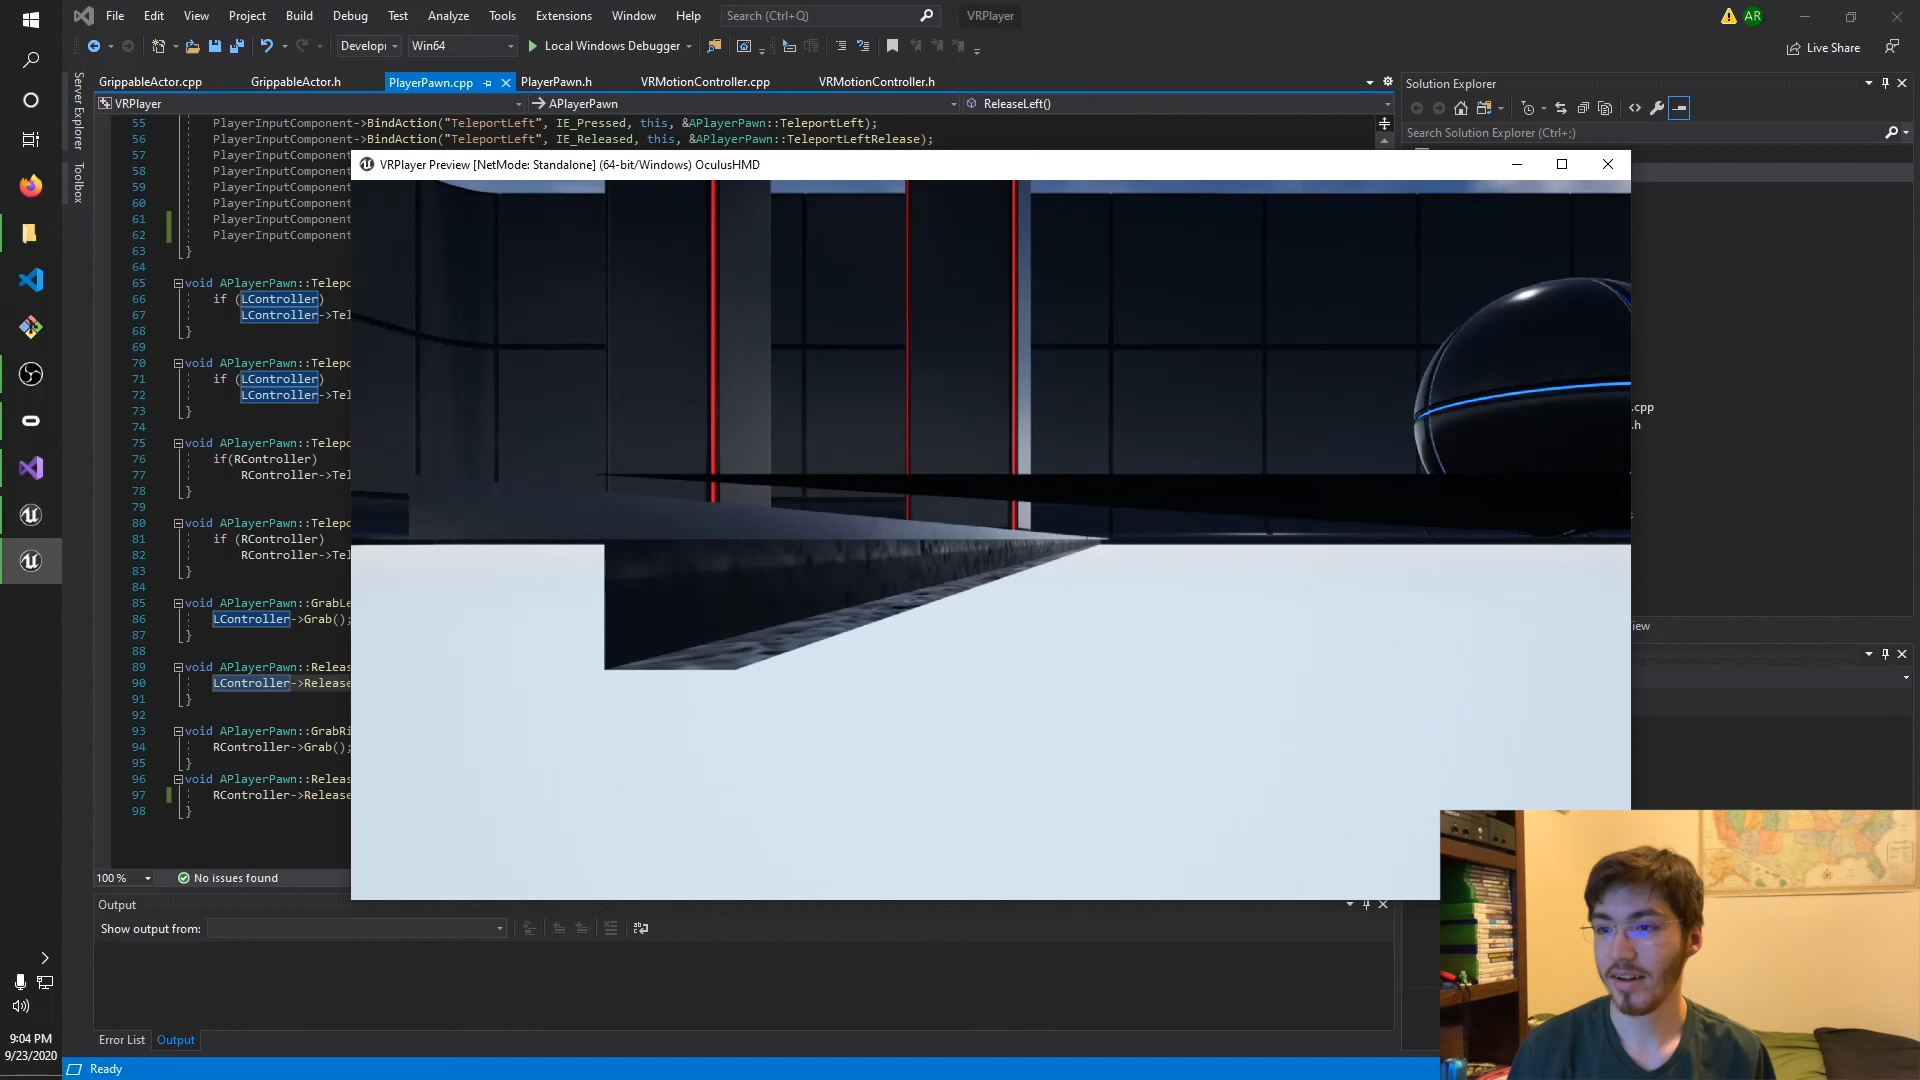 File Edit View Project Build Debug Test Analyze Tools Extensions Window Help Search (Ctrl+Q) VRPlayer AR
Develop Win64 Local Windows Debugger Live Share
Server Explorer
Toolbox
GrippableActor.cpp GrippableActor.h PlayerPawn.cpp PlayerPawn.h VRMotionController.cpp VRMotionController.h
VRPlayer APlayerPawn ReleaseLeft()
55 PlayerInputComponent->BindAction("TeleportLeft", IE_Pressed, this, &APlayerPawn::TeleportLeft);
56 PlayerInputComponent->BindAction("TeleportLeft", IE_Released, this, &APlayerPawn::TeleportLeftRelease);
57 PlayerInputComponent
58 PlayerInputComponent
59 PlayerInputComponent
60 PlayerInputComponent
61 PlayerInputComponent
62 PlayerInputComponent
63 }
64
65 void APlayerPawn::Telepo
66 if (LController)
67 LController->Tel
68 }
69
70 void APlayerPawn::Telepo
71 if (LController)
72 LController->Tel
73 }
74
75 void APlayerPawn::Telepo
76 if(RController)
77 RController->Tel
78 }
79
80 void APlayerPawn::Telepo
81 if (RController)
82 RController->Tel
83 }
84
85 void APlayerPawn::GrabLe
86 LController->Grab();
87 }
88
89 void APlayerPawn::Releas
90 LController->Release
91 }
92
93 void APlayerPawn::GrabRi
94 RController->Grab();
95 }
96 void APlayerPawn::Releas
97 RController->Release
98 }
VRPlayer Preview [NetMode: Standalone] (64-bit/Windows) OculusHMD
100 % No issues found
Output
Show output from:
Error List Output
Ready
Solution Explorer
Search Solution Explorer (Ctrl+;)
.cpp
.h
iew
9:04 PM
9/23/2020